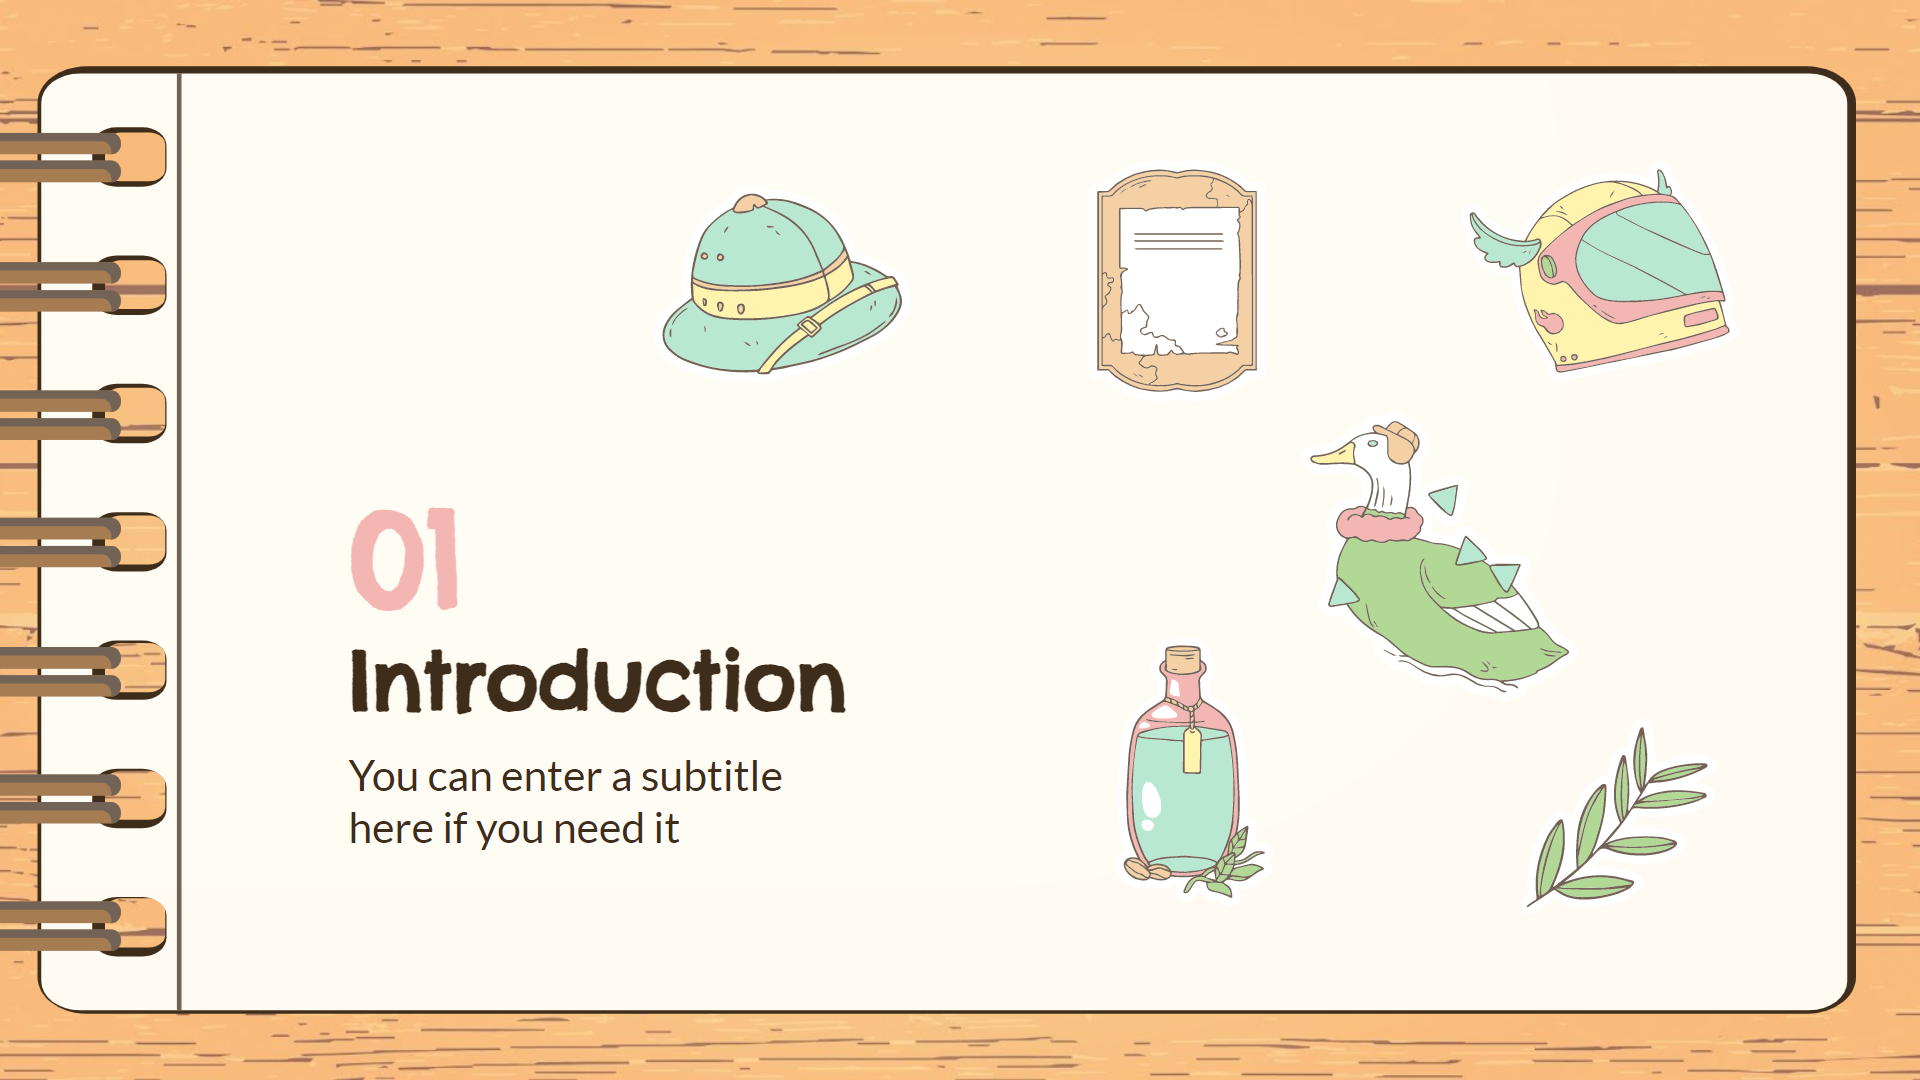 01
Introduction
You can enter a subtitle
here if you need it